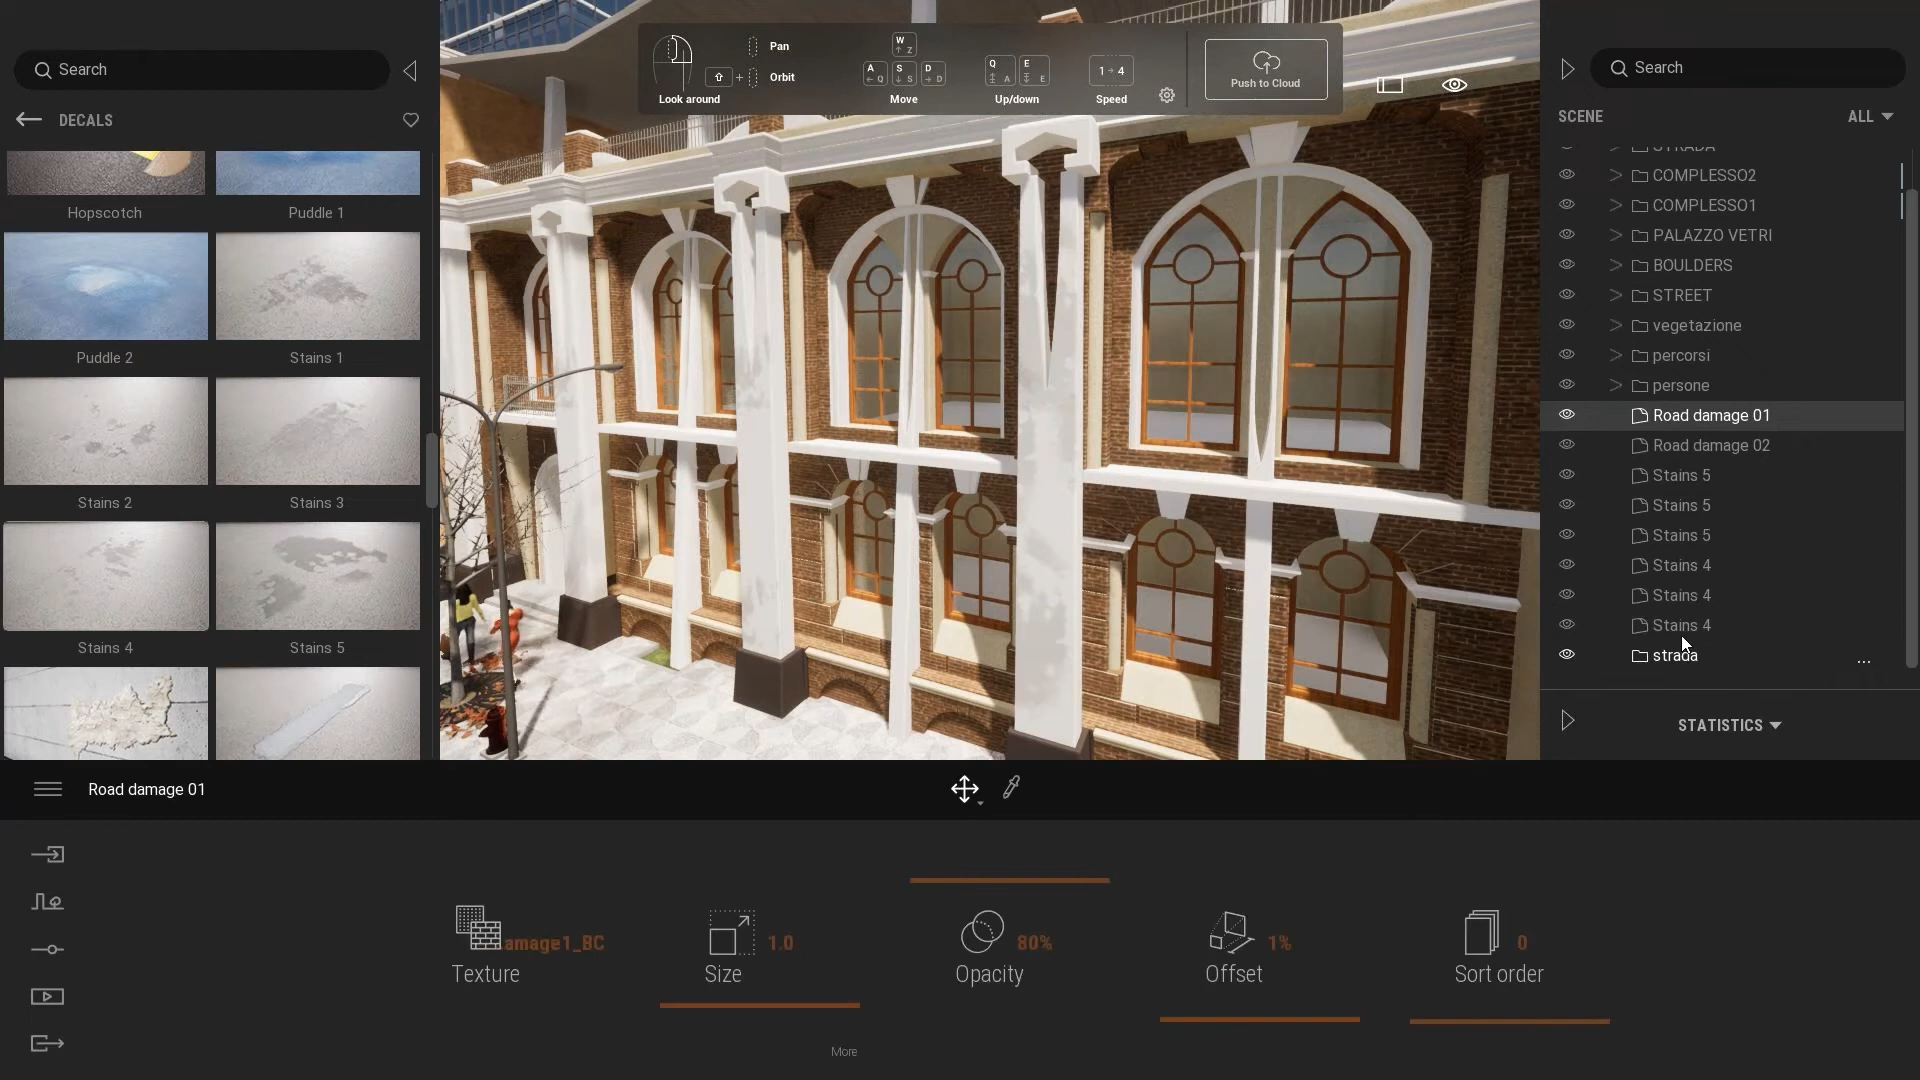 Search
DECALS
Hopscotch
Puddle 1
Puddle 2
Stains 1
Stains 2
Stains 3
Stains 4
Stains 5
Look around
Pan
+
Orbit
W
Z
A
Q
S
S
D
D
Move
Q
A
E
E
Up/down
1 → 4
Speed
Push to Cloud
Search
SCENE
ALL
STRADA
COMPLESSO2
COMPLESSO1
PALAZZO VETRI
BOULDERS
STREET
vegetazione
percorsi
persone
Road damage 01
Road damage 02
Stains 5
Stains 5
Stains 5
Stains 4
Stains 4
Stains 4
strada
...
STATISTICS
Road damage 01
amage1_BC
Texture
1.0
Size
80%
Opacity
1%
Offset
0
Sort order
More